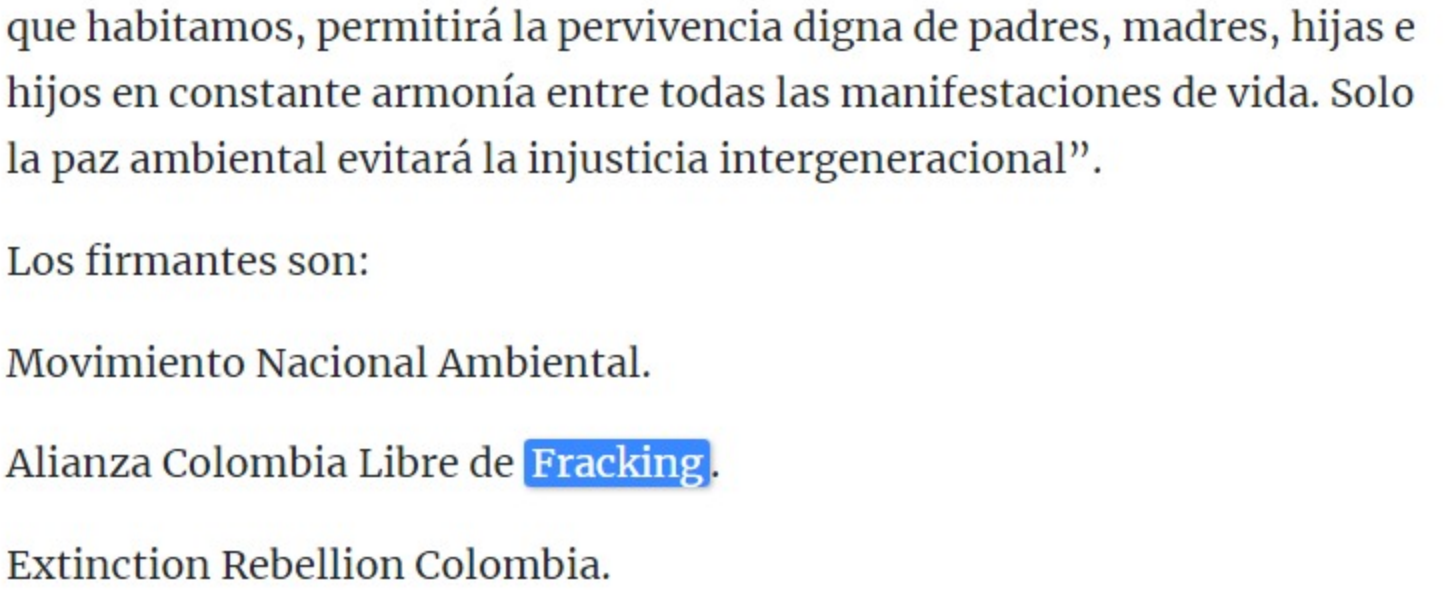 que habitamos, permitirá la pervivencia digna de padres, madres, hijas e
hijos en constante armonía entre todas las manifestaciones de vida. Solo
la paz ambiental evitará la injusticia intergeneracional”.
Los firmantes son:
Movimiento Nacional Ambiental.
Alianza Colombia Libre de Fracking.
Extinction Rebellion Colombia.